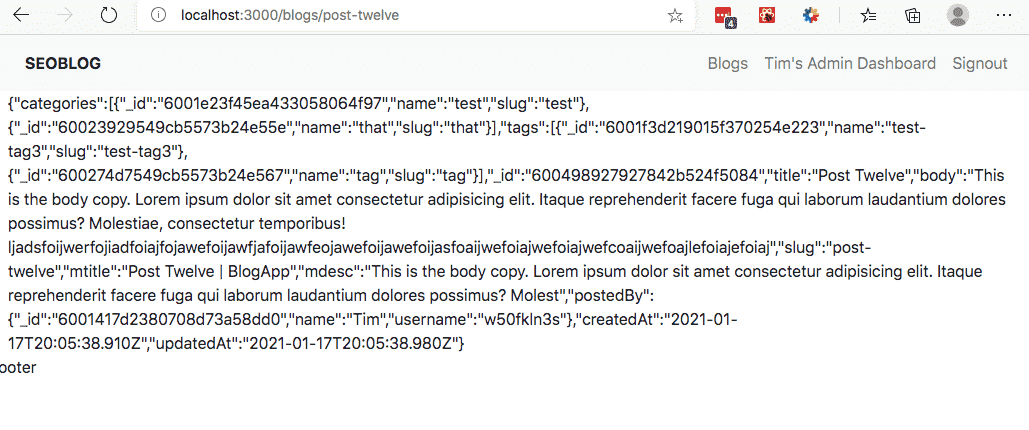 localhost:3000/blogs/post-twelve
4
SEOBLOG
Blogs Tim's Admin Dashboard Signout
{"categories":[{"_id":"6001e23f45ea433058064f97","name":"test","slug":"test"},
{"_id":"60023929549cb5573b24e55e","name":"that","slug":"that"}],"tags":[{"_id":"6001f3d219015f370254e223","name":"test-
tag3","slug":"test-tag3"},
{"_id":"600274d7549cb5573b24e567","name":"tag","slug":"tag"}],"_id":"600498927927842b524f5084","title":"Post Twelve","body":"This
is the body copy. Lorem ipsum dolor sit amet consectetur adipisicing elit. Itaque reprehenderit facere fuga qui laborum laudantium dolores
possimus? Molestiae, consectetur temporibus!
ljadsfoijwerfojiadfoiajfojawefoijawfjafoijawfeojawefoijawefoijasfoaijwefoiajwefoiajwefcoaijwefoajlefoiajefoiaj","slug":"post-
twelve","mtitle":"Post Twelve | BlogApp","mdesc":"This is the body copy. Lorem ipsum dolor sit amet consectetur adipisicing elit. Itaque
reprehenderit facere fuga qui laborum laudantium dolores possimus? Molest","postedBy":
{"_id":"6001417d2380708d73a58dd0","name":"Tim","username":"w50fkln3s"},"createdAt":"2021-01-
17T20:05:38.910Z","updatedAt":"2021-01-17T20:05:38.980Z"}
ooter